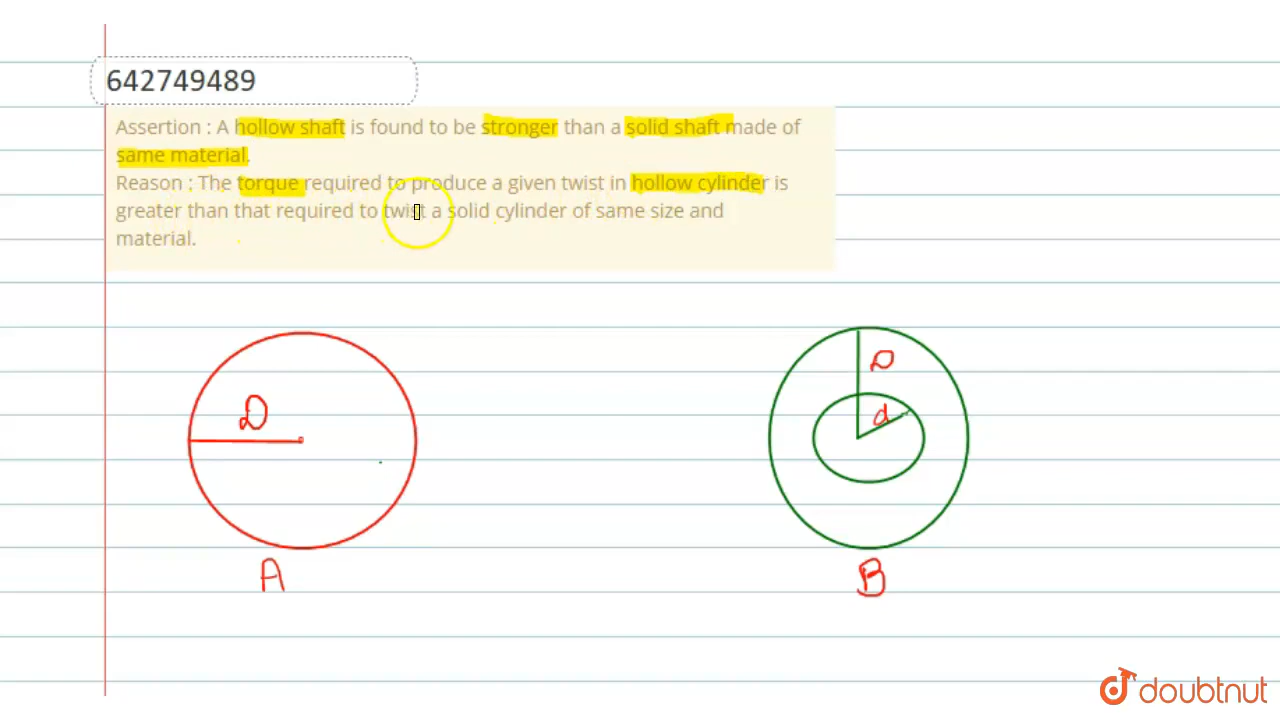 642749489
Assertion : A hollow shaft is found to be stronger than a solid shaft made of
same material.
Reason : The torque required to produce a given twist in hollow cylinder is
greater than that required to twist a solid cylinder of same size and
material.
D
D
d
A
B
doubtnut